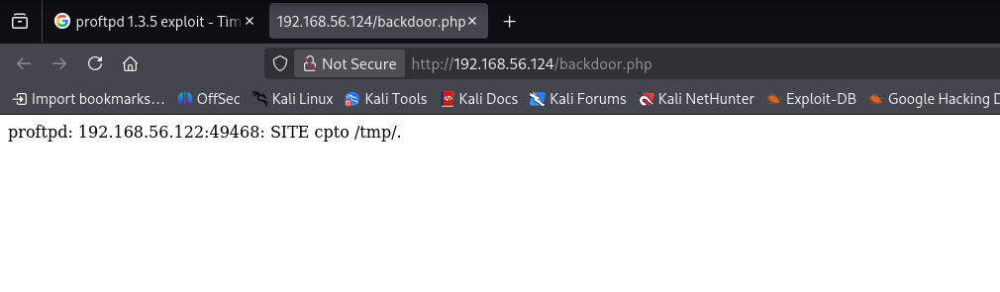 proftpd 1.3.5 exploit - Tim
192.168.56.124/backdoor.php
Not Secure http://192.168.56.124/backdoor.php
Import bookmarks... OffSec Kali Linux Kali Tools Kali Docs Kali Forums Kali NetHunter Exploit-DB Google Hacking D
proftpd: 192.168.56.122:49468: SITE cpto /tmp/.